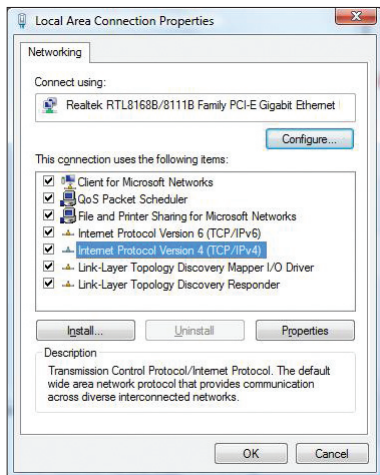 Local Area Connection Properties
Networking
Connect using:
Realtek RTL8168B/8111B Family PCI-E Gigabit Ethernet
Configure...
This connection uses the following items:
Client for Microsoft Networks
QoS Packet Scheduler
File and Printer Sharing for Microsoft Networks
Internet Protocol Version 6 (TCP/IPv6)
Internet Protocol Version 4 (TCP/IPv4)
Link-Layer Topology Discovery Mapper I/O Driver
Link-Layer Topology Discovery Responder
Install... Uninstall Properties
Description
Transmission Control Protocol/Internet Protocol. The default
wide area network protocol that provides communication
across diverse interconnected networks.
OK Cancel